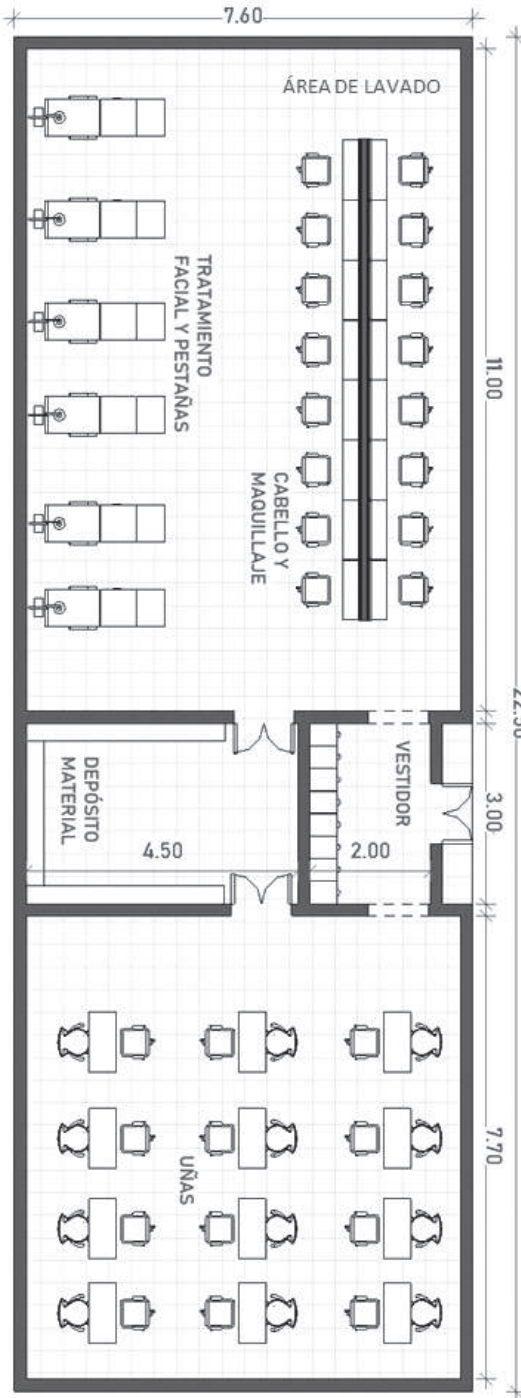 7.60
ÁREA DE LAVADO
TRATAMIENTO
FACIAL Y PESTAÑAS
11.00
CABELLO Y
MAQUILLAJE
VESTIDOR
3.00
DEPÓSITO
MATERIAL
4.50
2.00
7.70
UÑAS